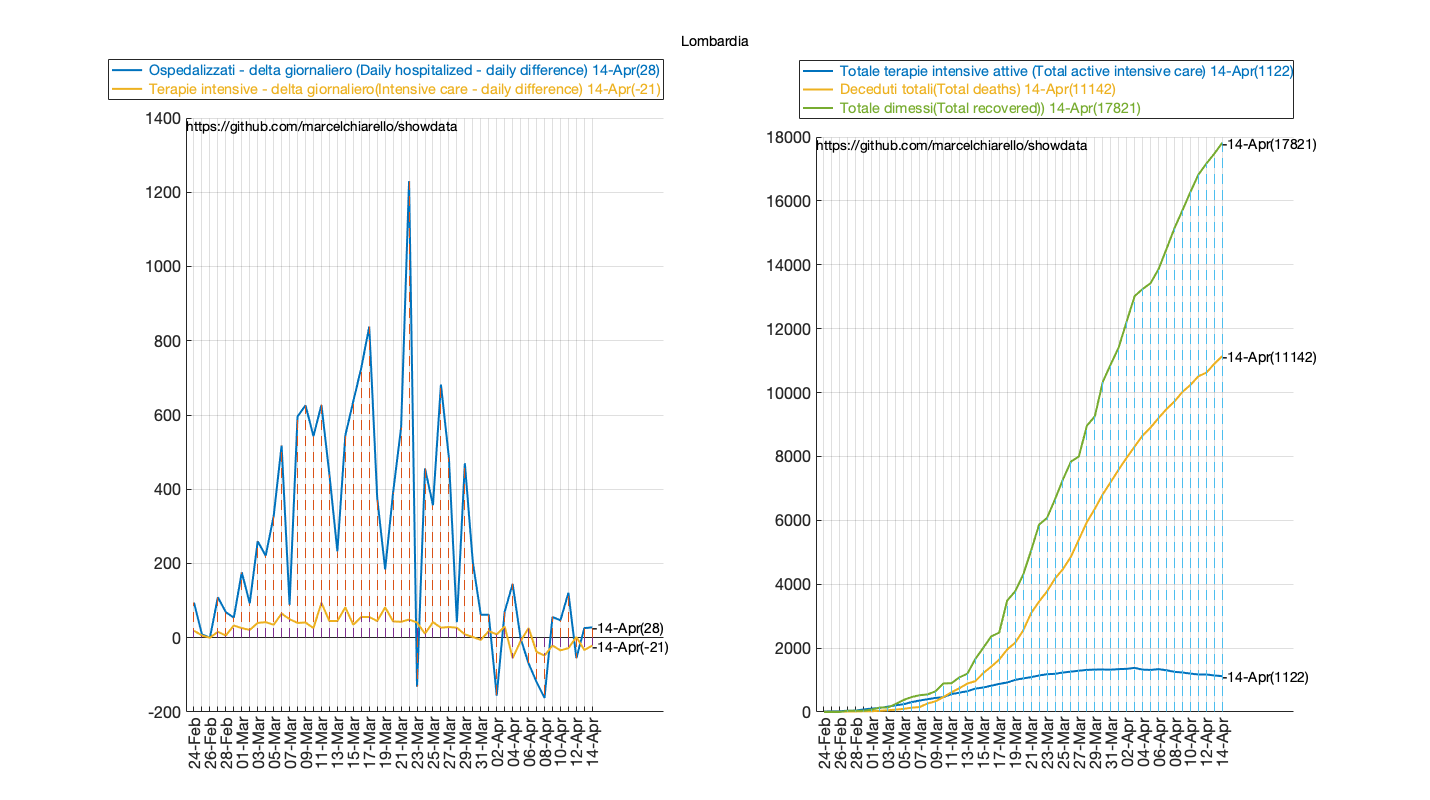 Lombardia
Ospedalizzati - delta giornaliero (Daily hospitalized - daily difference) 14-Apr(28)
Terapie intensive - delta giornaliero(Intensive care - daily difference) 14-Apr(-21)
https://github.com/marcelchiarello/showdata
1400
1200
1000
800
600
400
200
0
-200
-14-Apr(28)
-14-Apr(-21)
24-Feb
26-Feb
28-Feb
01-Mar
03-Mar
05-Mar
07-Mar
09-Mar
11-Mar
13-Mar
15-Mar
17-Mar
19-Mar
21-Mar
23-Mar
25-Mar
27-Mar
29-Mar
31-Mar
02-Apr
04-Apr
06-Apr
08-Apr
10-Apr
12-Apr
14-Apr
Totale terapie intensive attive (Total active intensive care) 14-Apr(1122)
Deceduti totali(Total deaths) 14-Apr(11142)
Totale dimessi(Total recovered)) 14-Apr(17821)
https://github.com/marcelchiarello/showdata
18000
16000
14000
12000
10000
8000
6000
4000
2000
0
-14-Apr(17821)
-14-Apr(11142)
-14-Apr(1122)
24-Feb
26-Feb
28-Feb
01-Mar
03-Mar
05-Mar
07-Mar
09-Mar
11-Mar
13-Mar
15-Mar
17-Mar
19-Mar
21-Mar
23-Mar
25-Mar
27-Mar
29-Mar
31-Mar
02-Apr
04-Apr
06-Apr
08-Apr
10-Apr
12-Apr
14-Apr